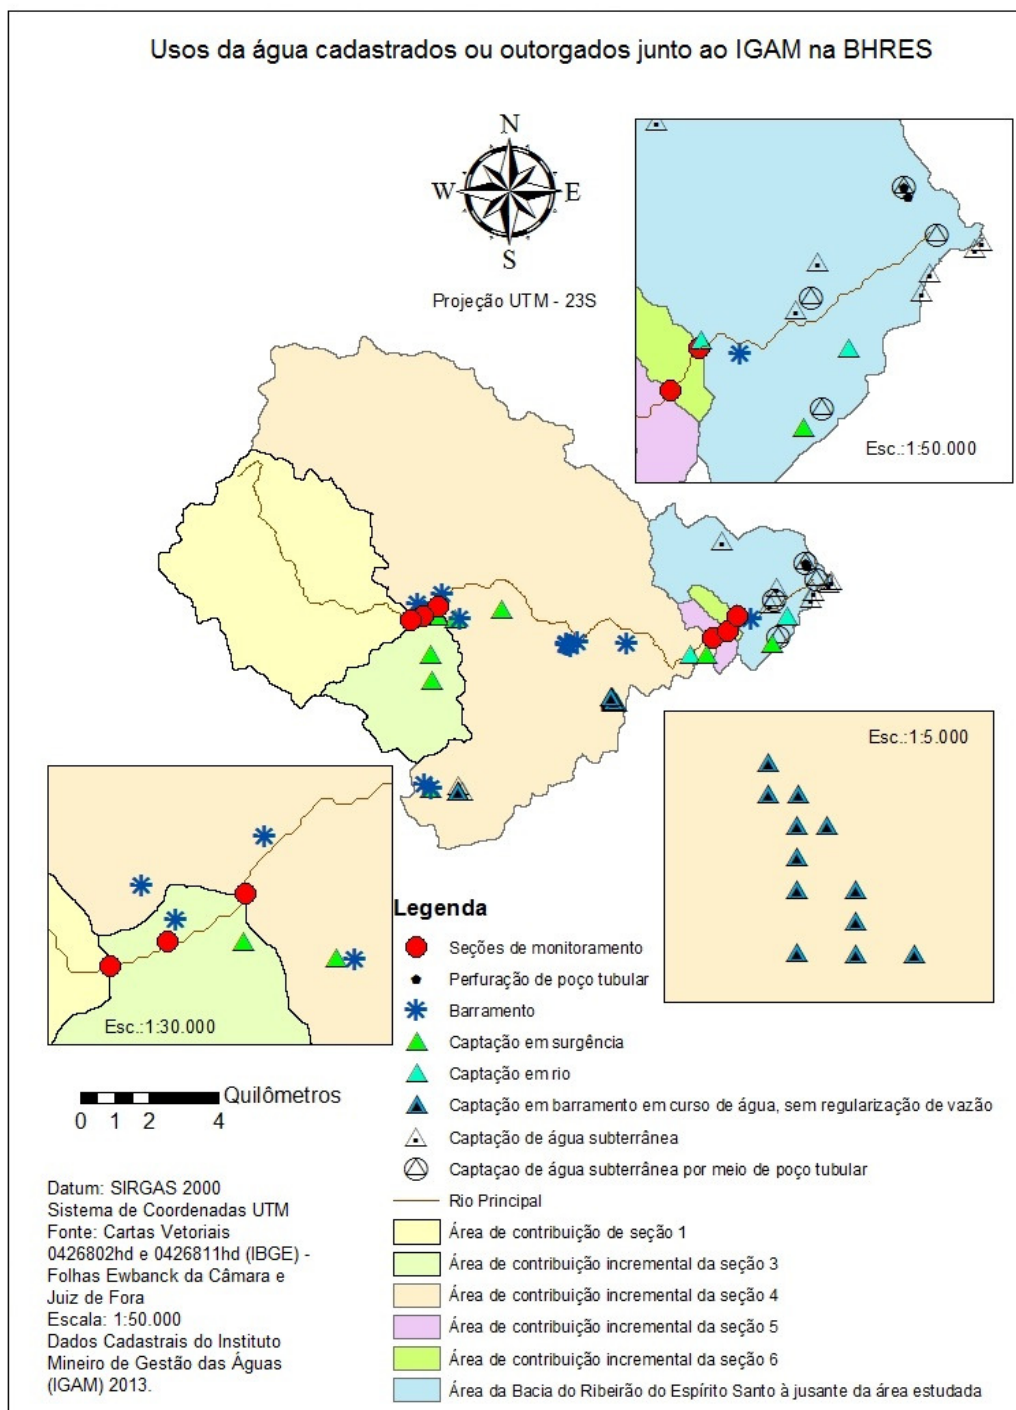 Usos da água cadastrados ou outorgados junto ao IGAM na BHRES
N
W
E
S
Projeção UTM - 23S
Esc.:1:50.000
Esc.:1:5.000
Esc.:1:30.000
Quilômetros
0 1 2 4
Datum: SIRGAS 2000
Sistema de Coordenadas UTM
Fonte: Cartas Vetoriais
0426802hd e 0426811hd (IBGE) -
Folhas Ewbanck da Câmara e
Juiz de Fora
Escala: 1:50.000
Dados Cadastrais do Instituto
Mineiro de Gestão das Águas
(IGAM) 2013.
Legenda
Seções de monitoramento
Perfuração de poço tubular
Barramento
Captação em surgência
Captação em rio
Captação em barramento em curso de água, sem regularização de vazão
Captação de água subterrânea
Captaçao de água subterrânea por meio de poço tubular
Rio Principal
Área de contribuição de seção 1
Área de contribuição incremental da seção 3
Área de contribuição incremental da seção 4
Área de contribuição incremental da seção 5
Área de contribuição incremental da seção 6
Área da Bacia do Ribeirão do Espírito Santo à jusante da área estudada